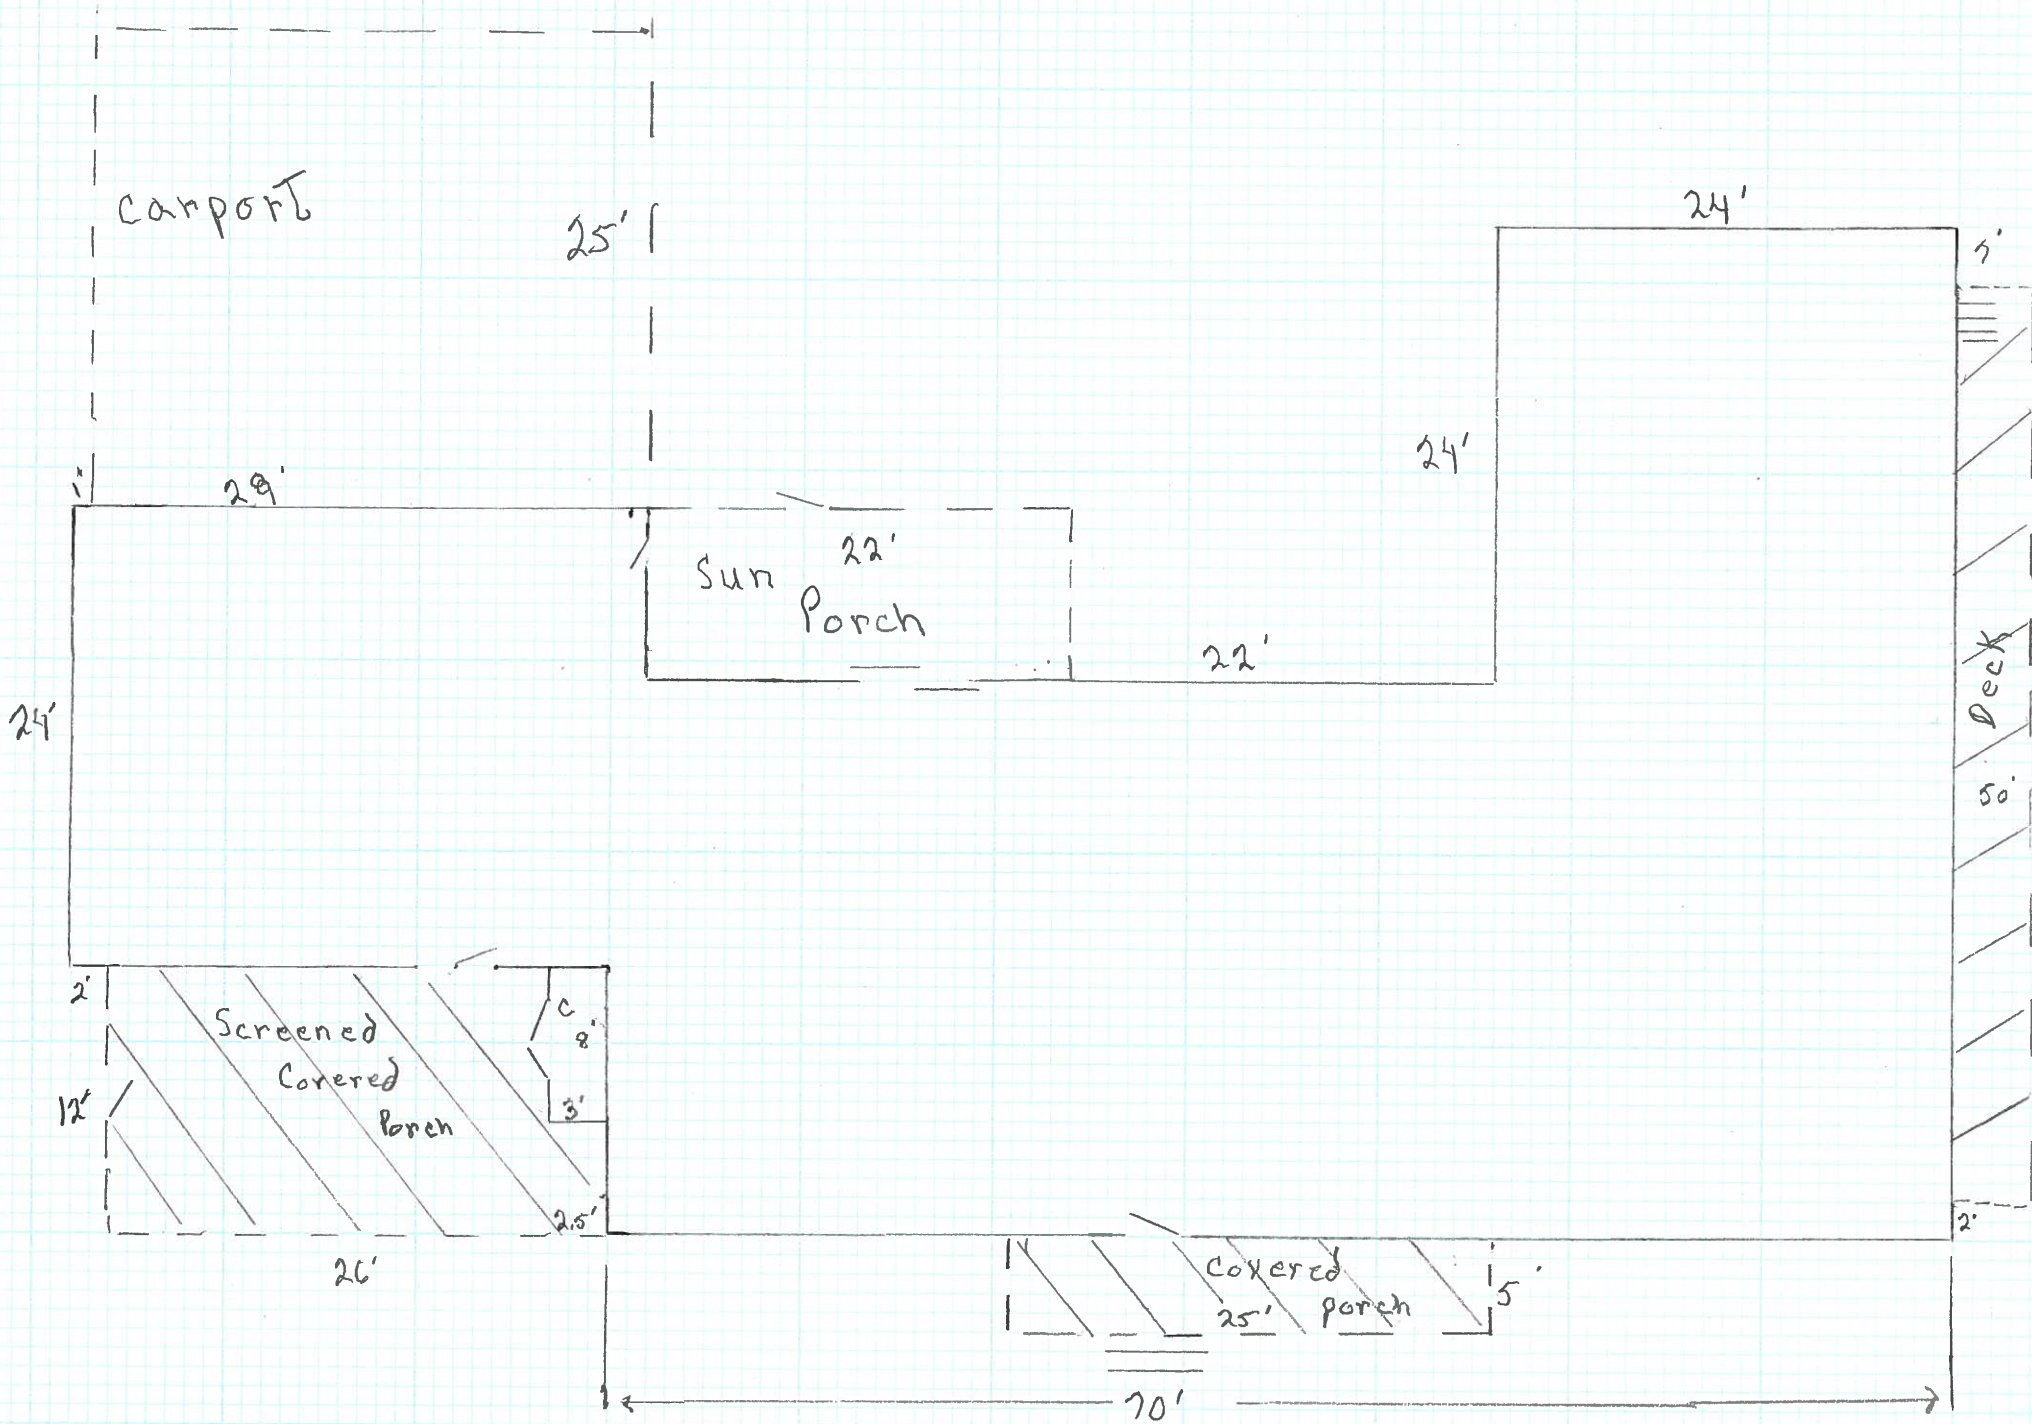 Carport
25'
24'
5'
24'
1'
22'
Sun
Porch
22'
24'
Deck
50'
2'
C
8'
Screened
Covered
Porch
12'
3'
2.5'
2'
26'
Covered
porch
25'
5'
70'